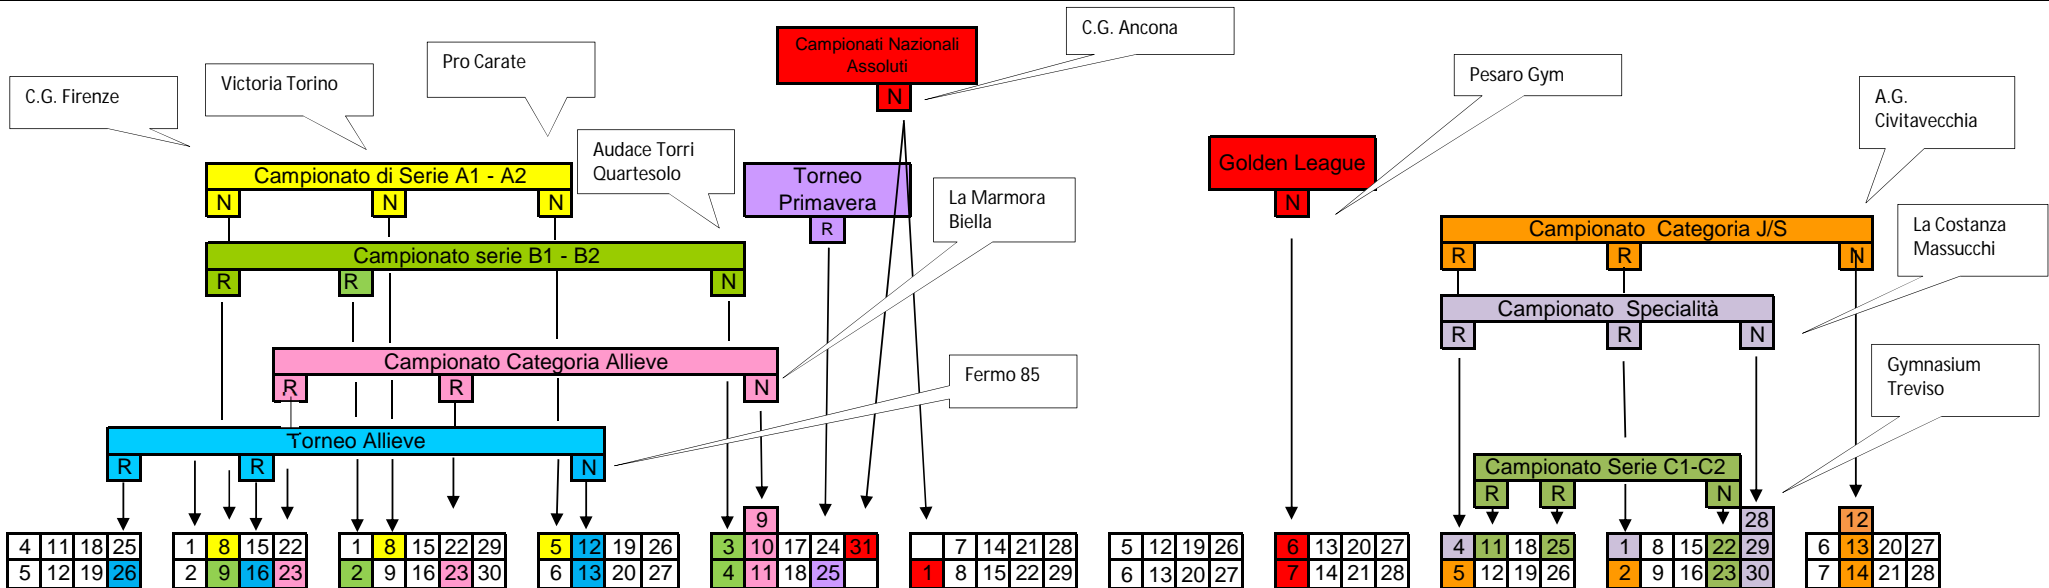 C.G. Ancona
Campionati Nazionali
Assoluti
N
Pro Carate
Victoria Torino
C.G. Firenze
Pesaro Gym
A.G.
Civitavecchia
Audace Torri
Quartesolo
Golden League
N
Campionato di Serie A1 - A2
N N N
Torneo
Primavera
R
La Marmora
Biella
Campionato Categoria J/S
R R N
La Costanza
Massucchi
Campionato serie B1 - B2
R R N
Campionato Specialità
R R N
Campionato Categoria Allieve
R R N
Fermo 85
Gymnasium
Treviso
Torneo Allieve
R R N
Campionato Serie C1-C2
R R N
9 28 12
4 11 18 25 1 8 15 22 1 8 15 22 29 5 12 19 26 3 10 17 24 31 7 14 21 28 5 12 19 26 6 13 20 27 4 11 18 25 1 8 15 22 29 6 13 20 27
5 12 19 26 2 9 16 23 2 9 16 23 30 6 13 20 27 4 11 18 25 1 8 15 22 29 6 13 20 27 7 14 21 28 5 12 19 26 2 9 16 23 30 7 14 21 28